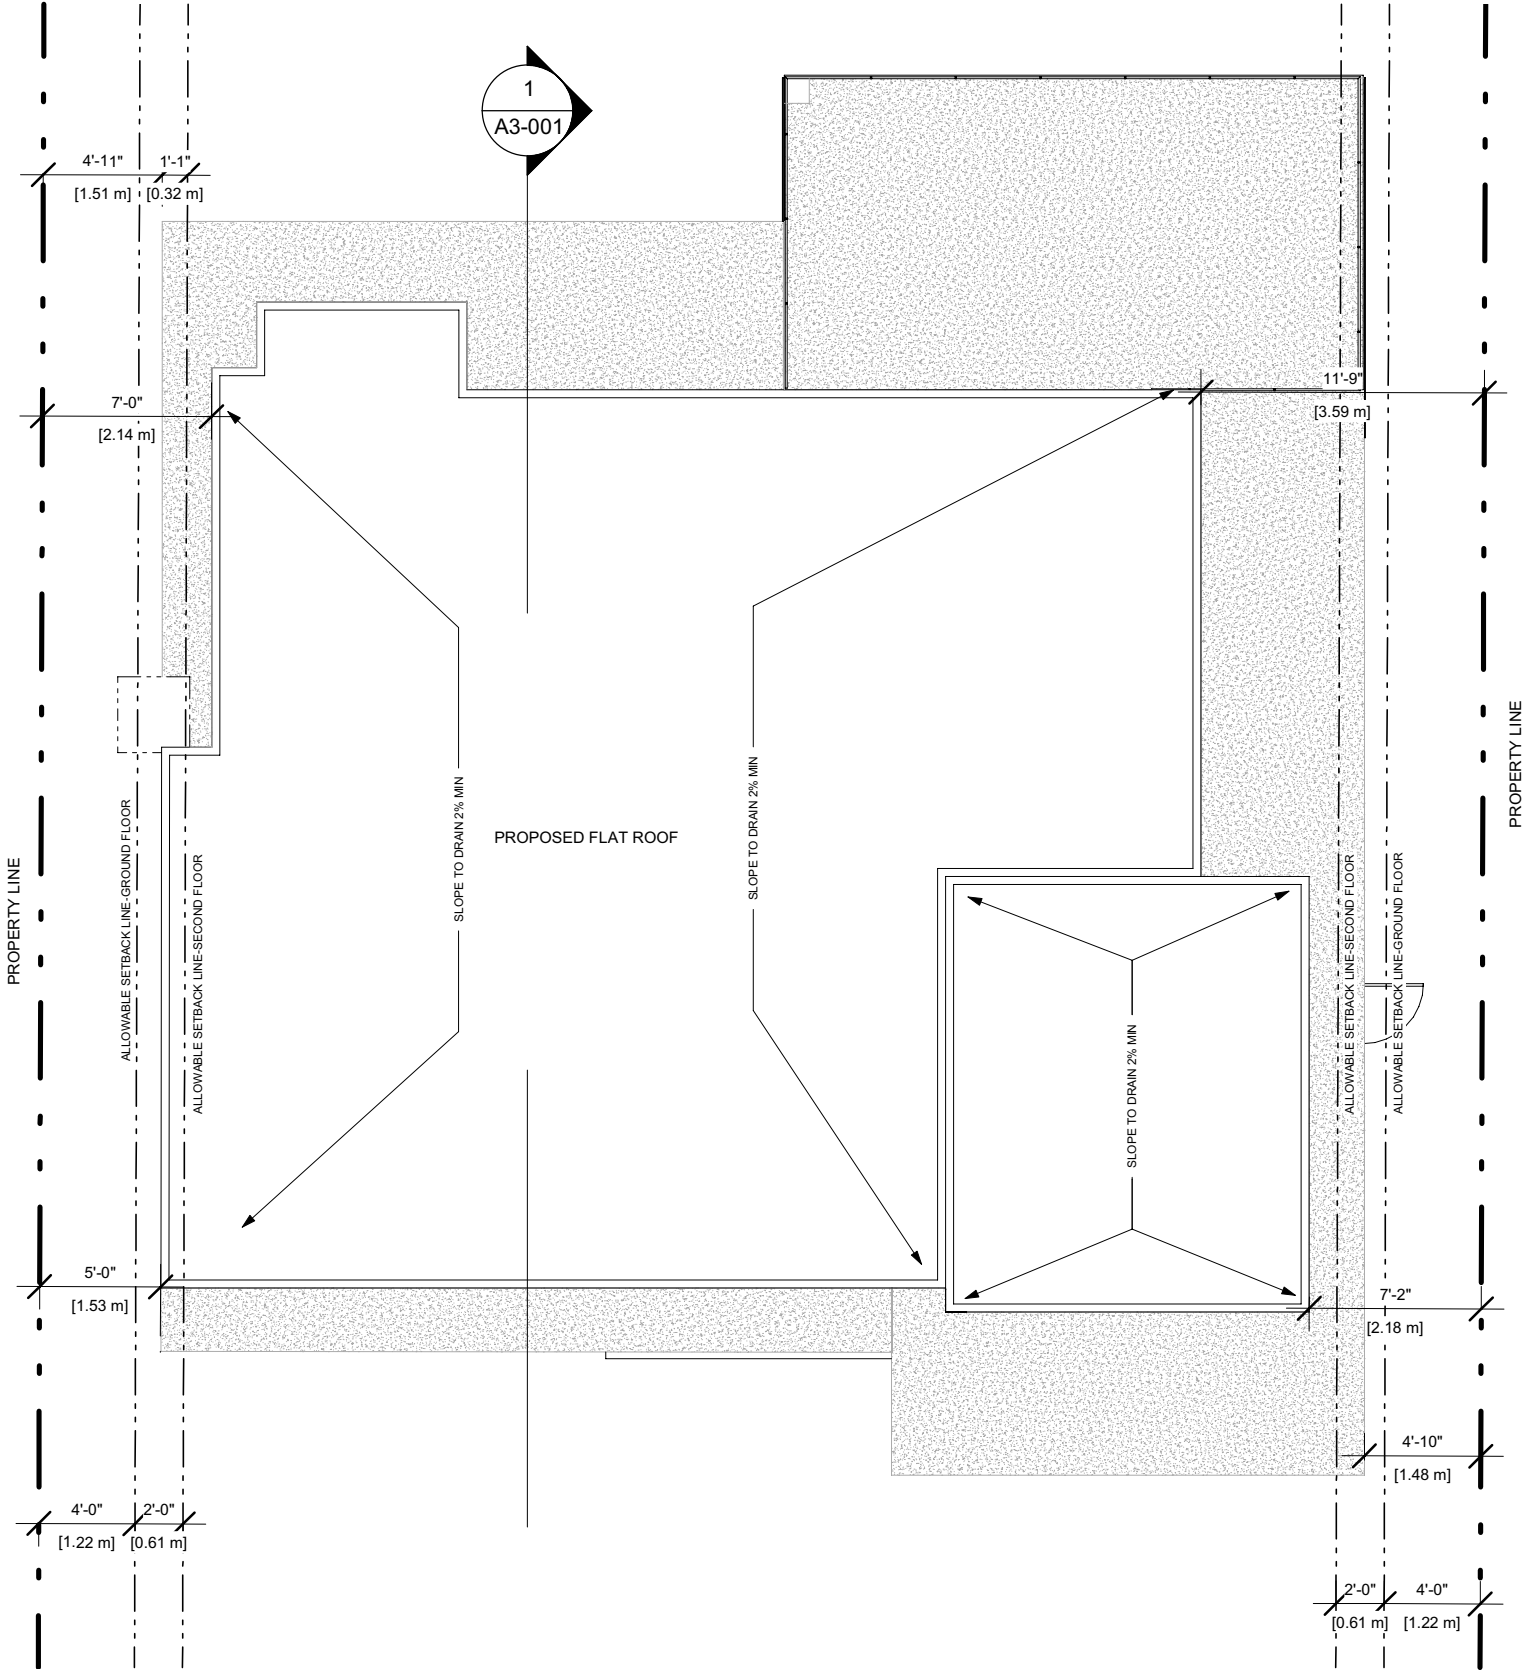 1
A3-001
4'-11"
1'-1"
[1.51 m]
[0.32 m]
11'-9"
[3.59 m]
7'-0"
[2.14 m]
PROPERTY LINE
SLOPE TO DRAIN 2% MIN
SLOPE TO DRAIN 2% MIN
PROPOSED FLAT ROOF
ALLOWABLE SETBACK LINE-GROUND FLOOR
ALLOWABLE SETBACK LINE-SECOND FLOOR
PROPERTY LINE
ALLOWABLE SETBACK LINE-SECOND FLOOR
ALLOWABLE SETBACK LINE-GROUND FLOOR
SLOPE TO DRAIN 2% MIN
5'-0"
[1.53 m]
7'-2"
[2.18 m]
4'-10"
[1.48 m]
4'-0"
2'-0"
[1.22 m]
[0.61 m]
2'-0"
4'-0"
[0.61 m]
[1.22 m]